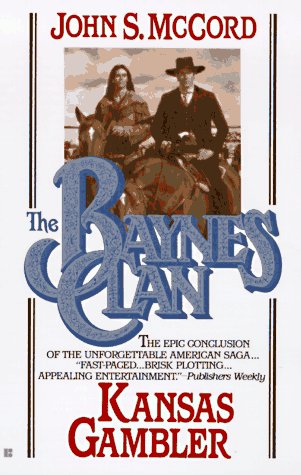 JOHN S. MCCORD
The
BAYNES
CLAN
THE EPIC CONCLUSION
OF THE UNFORGETTABLE AMERICAN SAGA...
"FAST-PACED...BRISK PLOTTING...
APPEALING ENTERTAINMENT."-Publishers Weekly
KANSAS
GAMBLER